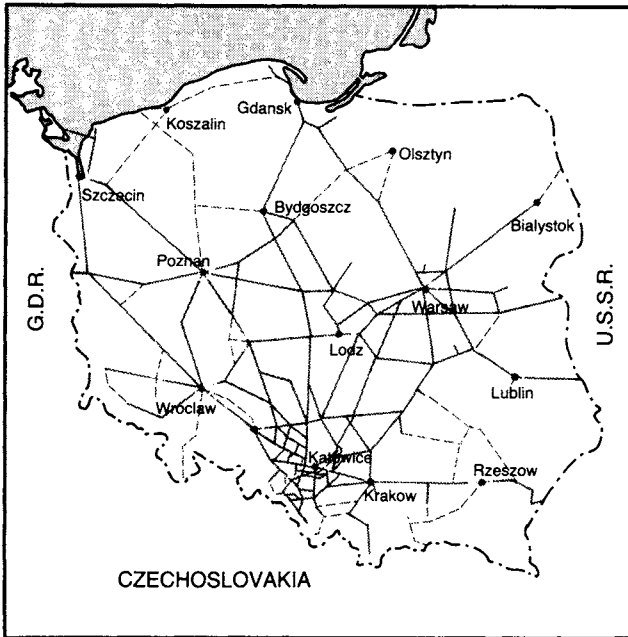 Gdansk
Koszalin
Olsztyn
Szczecin
Bydgoszcz
Bialystok
Poznan
G.D.R.
U.S.S.R.
Warsaw
Lodz
Wroclaw
Lublin
Katowice
Rzeszow
Krakow
CZECHOSLOVAKIA